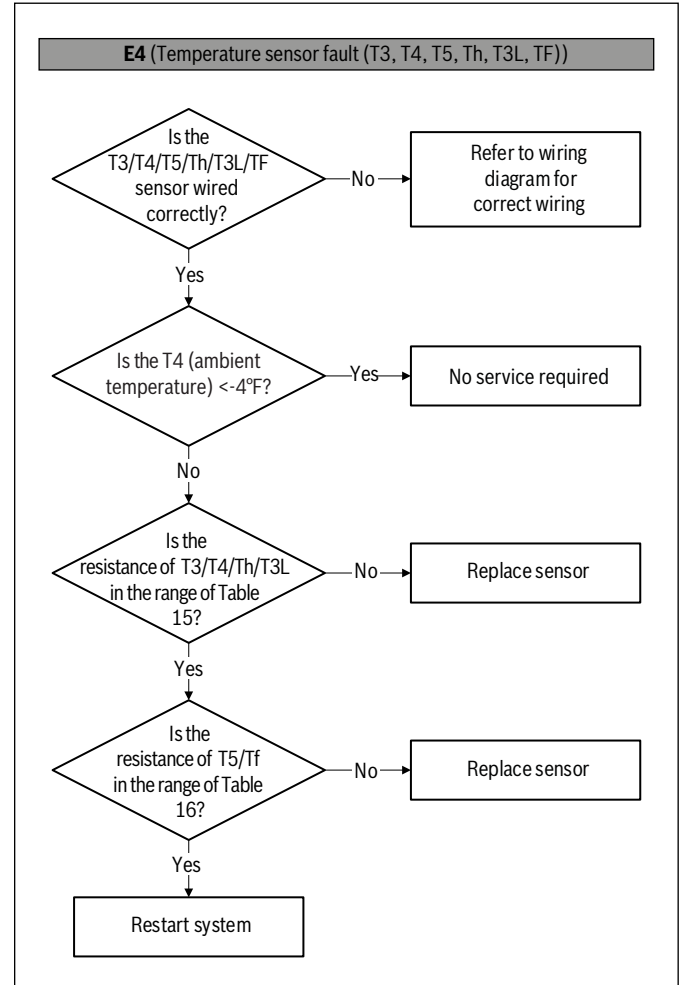 E4 (Temperature sensor fault (T3, T4, T5, Th, T3L, TF))
Is the
T3/T4/T5/Th/T3L/TF
sensor wired
correctly?
No
Refer to wiring
diagram for
correct wiring
Yes
Is the T4 (ambient
temperature) <-4°F?
Yes
No service required
No
Is the
resistance of T3/T4/Th/T3L
in the range of Table
15?
No
Replace sensor
Yes
Is the
resistance of T5/Tf
in the range of Table
16?
No
Replace sensor
Yes
Restart system